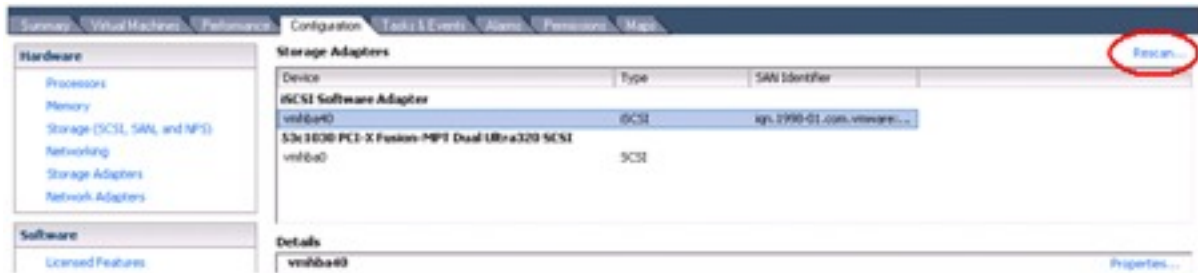 Summary Virtual Machines Performance Configuration Tasks & Events Alarms Permissions Maps
Hardware
Processors
Memory
Storage (SCSI, SAN, and NFS)
Networking
Storage Adapters
Network Adapters
Software
Licensed Features
Storage Adapters
Rescan...
Device Type SAN Identifier
iSCSI Software Adapter
vmhba40 iSCSI iqn.1998-01.com.vmware:...
53c1030 PCI-X Fusion-MPT Dual Ultra320 SCSI
vmhba0 SCSI
Details
vmhba40
Properties...